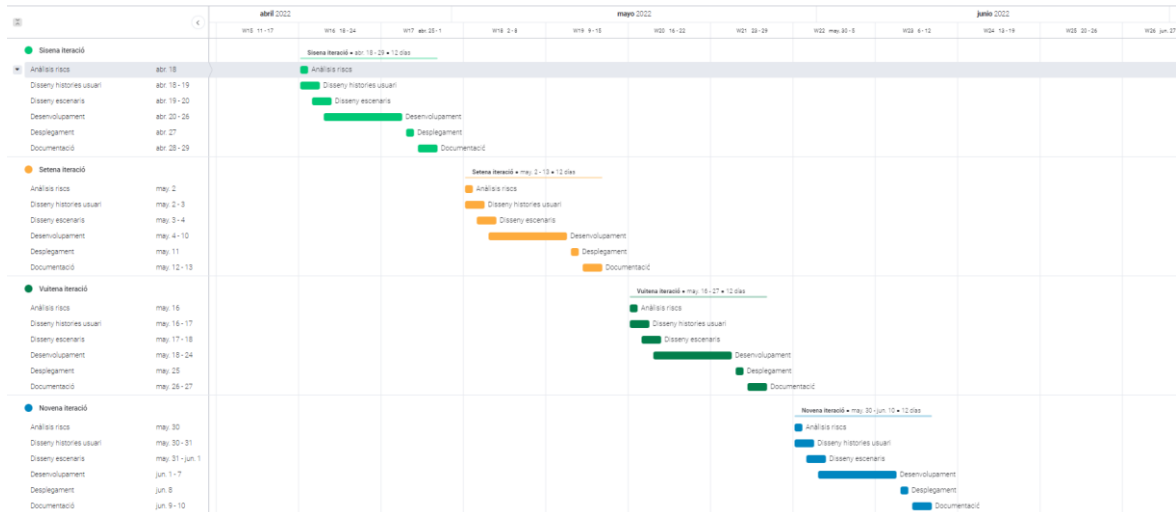 abril 2022
mayo 2022
junio 2022
W15 11 - 17
W16 18 - 24
W17 abr. 25 - 1
W18 2 - 8
W19 9 - 15
W20 16 - 22
W21 23 - 29
W22 may. 30 - 5
W23 6 - 12
W24 13 - 19
W25 20 - 26
W26 jun. 27
Sisena iteració
Sisena iteració • abr. 18 - 29 • 12 días
Anàlisis riscs abr. 18 Anàlisis riscs
Disseny histories usuari abr. 18 - 19 Disseny histories usuari
Disseny escenaris abr. 19 - 20 Disseny escenaris
Desenvolupament abr. 20 - 26 Desenvolupament
Desplegament abr. 27 Desplegament
Documentació abr. 28 - 29 Documentació
Setena iteració
Setena iteració • may. 2 - 13 • 12 días
Anàlisis riscs may. 2 Anàlisis riscs
Disseny histories usuari may. 2 - 3 Disseny histories usuari
Disseny escenaris may. 3 - 4 Disseny escenaris
Desenvolupament may. 4 - 10 Desenvolupament
Desplegament may. 11 Desplegament
Documentació may. 12 - 13 Documentació
Vuitena iteració
Vuitena iteració • may. 16 - 27 • 12 días
Anàlisis riscs may. 16 Anàlisis riscs
Disseny histories usuari may. 16 - 17 Disseny histories usuari
Disseny escenaris may. 17 - 18 Disseny escenaris
Desenvolupament may. 18 - 24 Desenvolupament
Desplegament may. 25 Desplegament
Documentació may. 26 - 27 Documentació
Novena iteració
Novena iteració • may. 30 - jun. 10 • 12 días
Anàlisis riscs may. 30 Anàlisis riscs
Disseny histories usuari may. 30 - 31 Disseny histories usuari
Disseny escenaris may. 31 - jun. 1 Disseny escenaris
Desenvolupament jun. 1 - 7 Desenvolupament
Desplegament jun. 8 Desplegament
Documentació jun. 9 - 10 Documentació